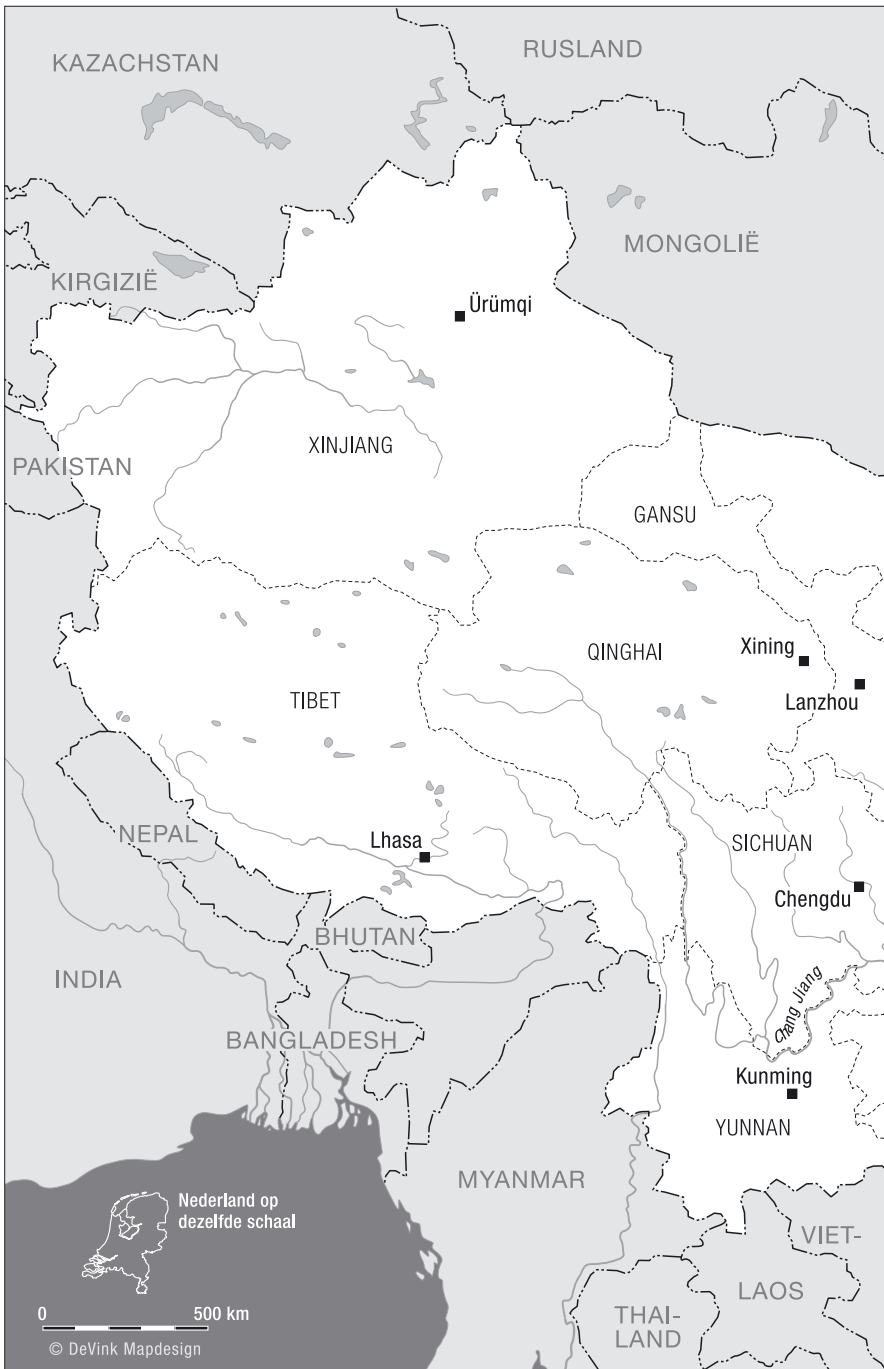 RUSLAND
KAZACHSTAN
MONGOLIË
KIRGIZIË
Ürümqi
XINJIANG
PAKISTAN
GANSU
Xining
QINGHAI
TIBET
Lanzhou
NEPAL
Lhasa
SICHUAN
Chengdu
BHUTAN
INDIA
Chang Jiang
BANGLADESH
Kunming
YUNNAN
MYANMAR
Nederland op
dezelfde schaal
VIET-
LAOS
0 500 km
THAI-
LAND
© DeVink Mapdesign